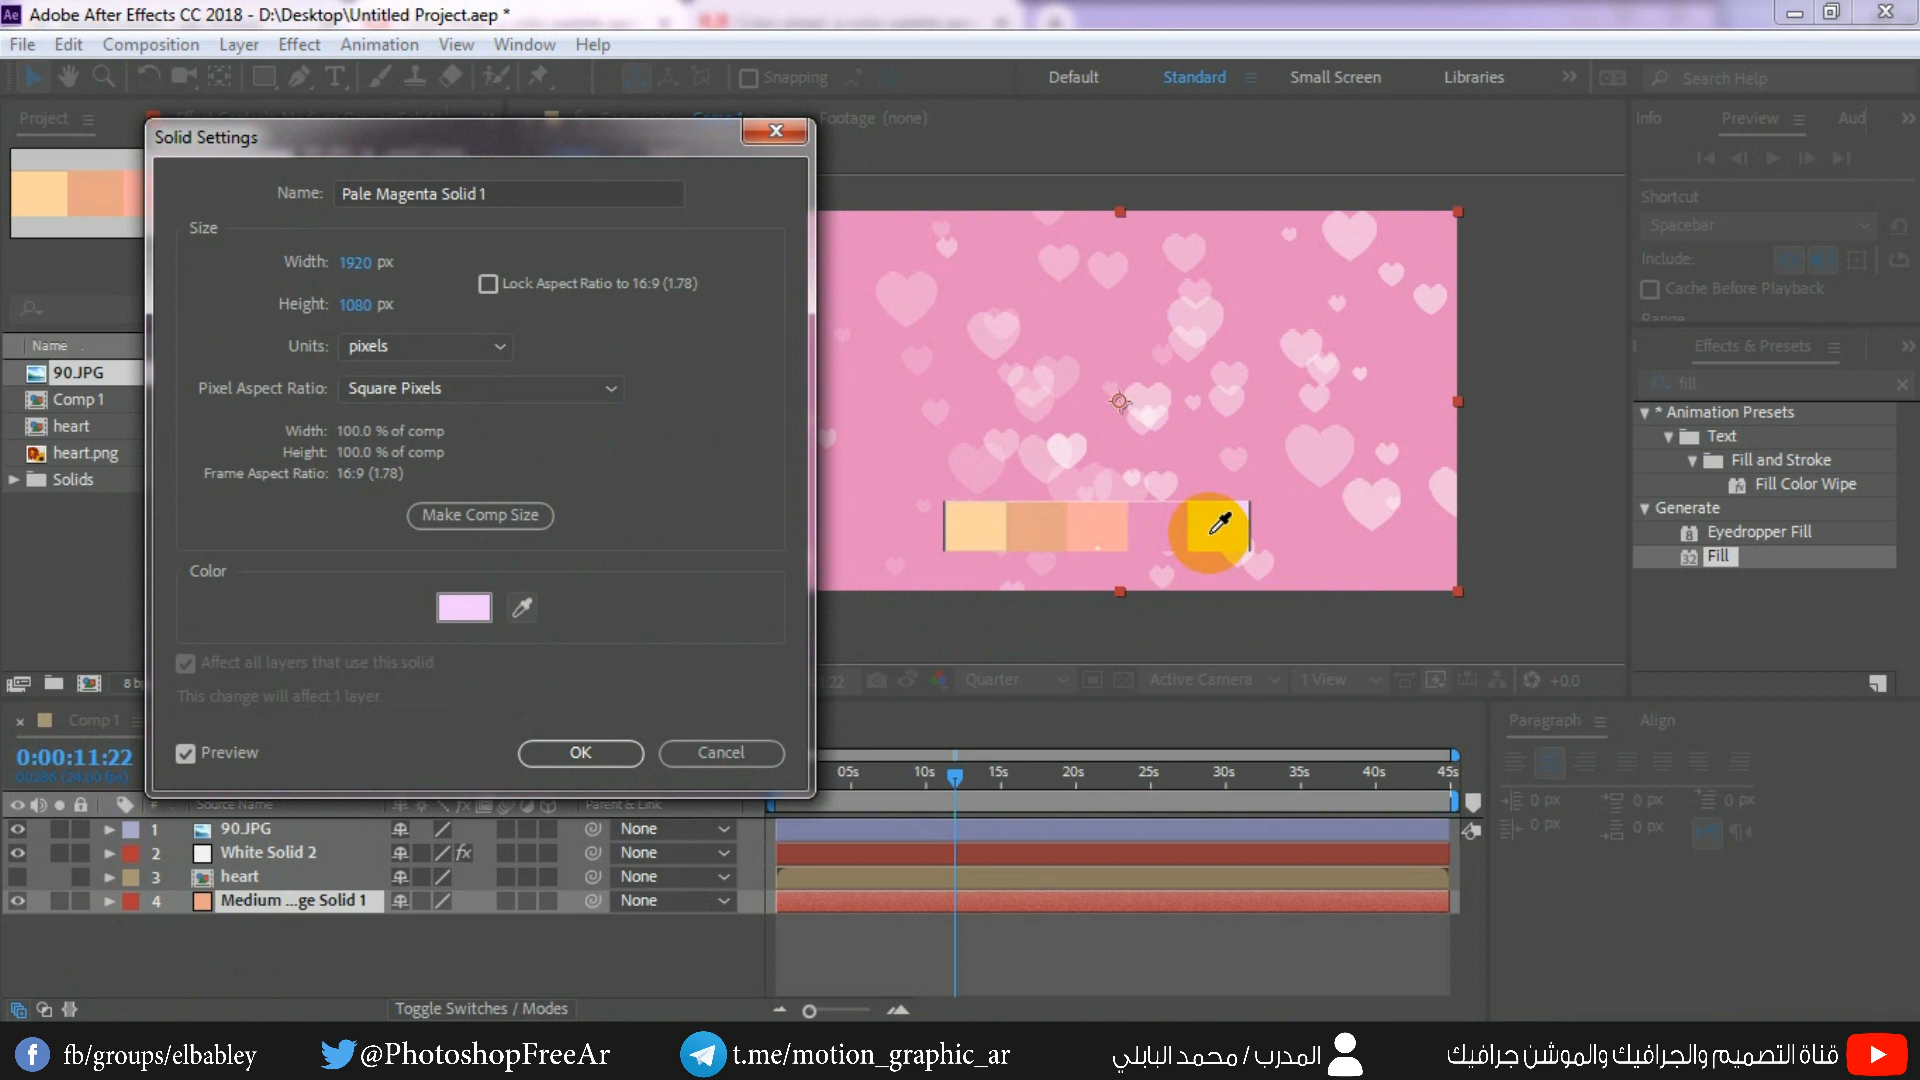 Adobe After Effects CC 2018 - D:\Desktop\Untitled Project.aep *
File Edit Composition Layer Effect Animation View Window Help
Snapping Default Standard Small Screen Libraries Search Help
Project Footage (none) Info Preview Aud
Solid Settings
Name: Pale Magenta Solid 1
Size
Width: 1920 px
Lock Aspect Ratio to 16:9 (1.78)
Height: 1080 px
Units: pixels
Pixel Aspect Ratio: Square Pixels
Width: 100.0 % of comp
Height: 100.0 % of comp
Frame Aspect Ratio: 16:9 (1.78)
Make Comp Size
Color
Affect all layers that use this solid
This change will affect 1 layer.
Preview OK Cancel
Name
90.JPG
Comp 1
heart
heart.png
Solids
Shortcut
Spacebar
Include:
Cache Before Playback
Range
Effects & Presets
fill
* Animation Presets
Text
Fill and Stroke
Fill Color Wipe
Generate
Eyedropper Fill
Fill
Quarter Active Camera 1 View +0.0
Comp 1
0:00:11:22
00286 (24.00 fps)
Paragraph Align
05s 10s 15s 20s 25s 30s 35s 40s 45s
0 px 0 px 0 px
0 px 0 px
# Source Name Parent & Link
1 90.JPG None
2 White Solid 2 fx None
3 heart None
4 Medium ...ge Solid 1 None
Toggle Switches / Modes
fb/groups/elbabley @PhotoshopFreeAr t.me/motion_graphic_ar المدرب / محمد البابلي قناة التصميم والجرافيك والموشن جرافيك